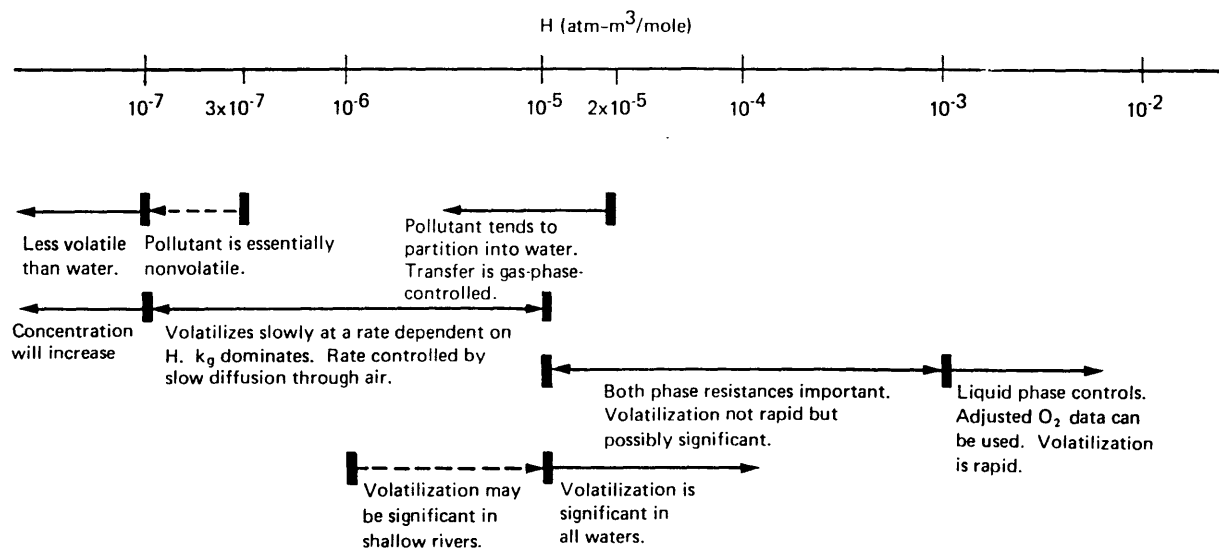 H (atm-m³/mole)
10⁻⁷ 3x10⁻⁷ 10⁻⁶ 10⁻⁵ 2x10⁻⁵ 10⁻⁴ 10⁻³ 10⁻²
Less volatile
than water.
Pollutant is essentially
nonvolatile.
Pollutant tends to
partition into water.
Transfer is gas-phase-
controlled.
Concentration
will increase
Volatilizes slowly at a rate dependent on
H. kg dominates. Rate controlled by
slow diffusion through air.
Both phase resistances important.
Volatilization not rapid but
possibly significant.
Liquid phase controls.
Adjusted O₂ data can
be used. Volatilization
is rapid.
Volatilization may
be significant in
shallow rivers.
Volatilization is
significant in
all waters.